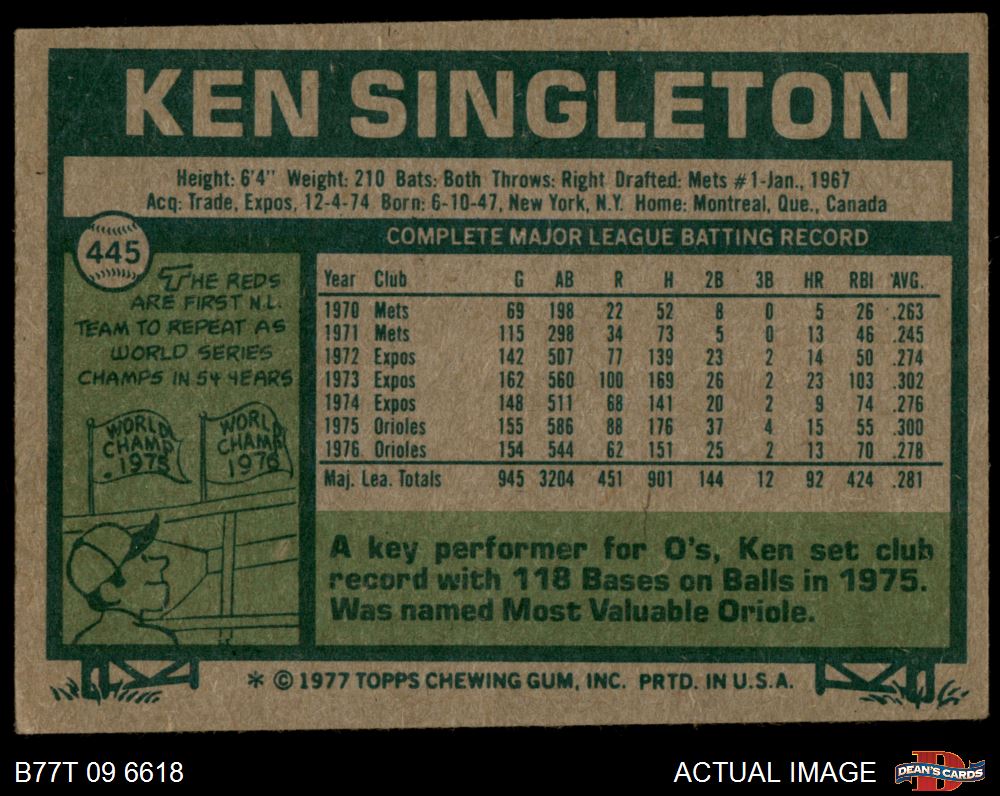 KEN SINGLETON
Height: 6'4" Weight: 210 Bats: Both Throws: Right Drafted: Mets #1-Jan., 1967
Acq: Trade, Expos, 12-4-74 Born: 6-10-47, New York, N.Y. Home: Montreal, Que., Canada
445
COMPLETE MAJOR LEAGUE BATTING RECORD
THE REDS
ARE FIRST N.L.
TEAM TO REPEAT AS
WORLD SERIES
CHAMPS IN 54 YEARS
WORLD
CHAMP
1975
WORLD
CHAMP
1976
Year Club G AB R H 2B 3B HR RBI AVG.
1970 Mets 69 198 22 52 8 0 5 26 .263
1971 Mets 115 298 34 73 5 0 13 46 .245
1972 Expos 142 507 77 139 23 2 14 50 .274
1973 Expos 162 560 100 169 26 2 23 103 .302
1974 Expos 148 511 68 141 20 2 9 74 .276
1975 Orioles 155 586 88 176 37 4 15 55 .300
1976 Orioles 154 544 62 151 25 2 13 70 .278
Maj. Lea. Totals 945 3204 451 901 144 12 92 424 .281
A key performer for O's, Ken set club
record with 118 Bases on Balls in 1975.
Was named Most Valuable Oriole.
* © 1977 TOPPS CHEWING GUM, INC. PRTD. IN U.S.A.
B77T 09 6618
ACTUAL IMAGE
D
DEAN'S CARDS